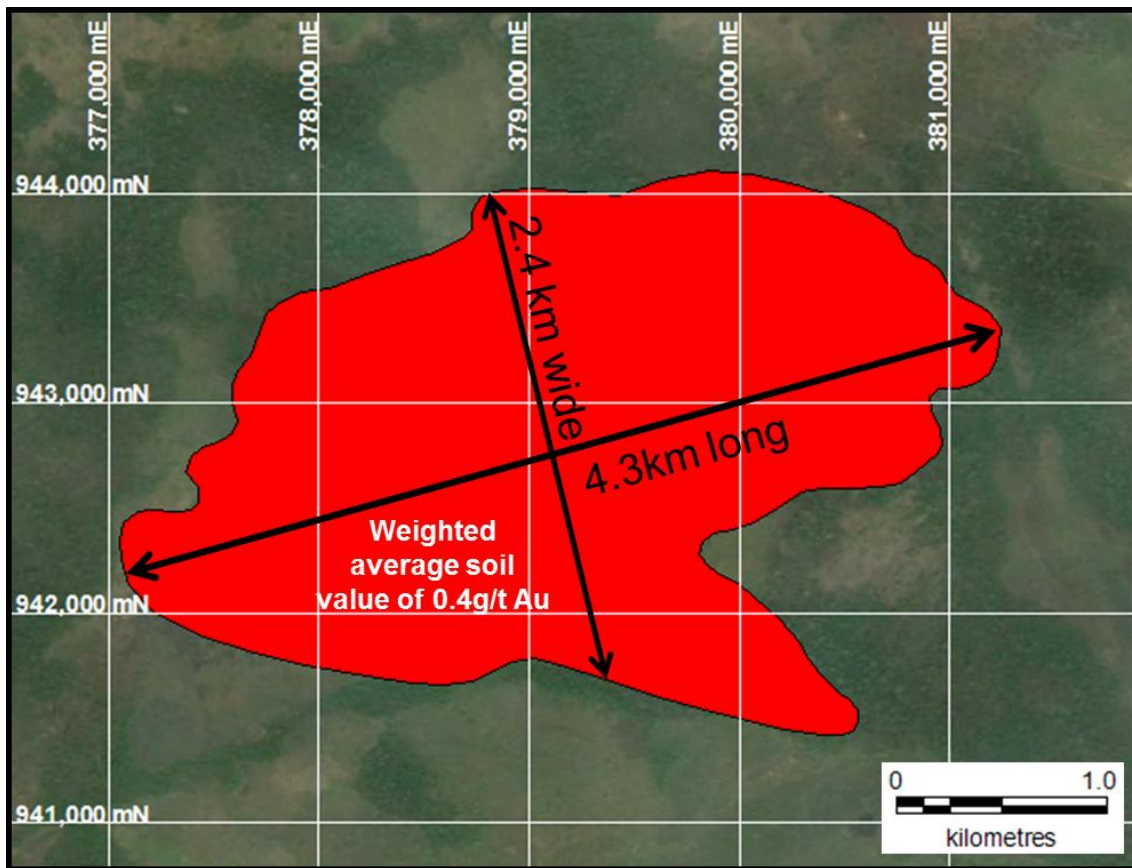 377,000 mE
378,000 mE
379,000 mE
380,000 mE
381,000 mE
944,000 mN
2.4 km wide
943,000 mN
4.3km long
Weighted
average soil
value of 0.4g/t Au
942,000 mN
941,000 mN
0 1.0
kilometres